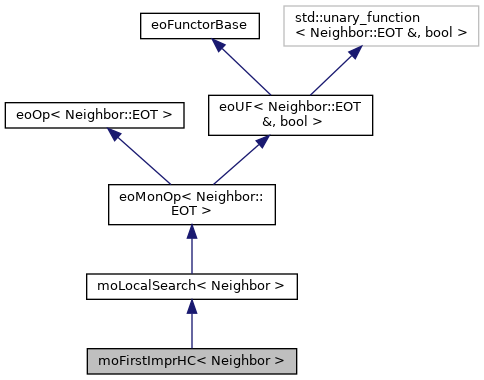 eoFunctorBase
std::unary_function
< Neighbor::EOT &, bool >
eoOp< Neighbor::EOT >
eoUF< Neighbor::EOT
&, bool >
eoMonOp< Neighbor::
EOT >
moLocalSearch< Neighbor >
moFirstImprHC< Neighbor >